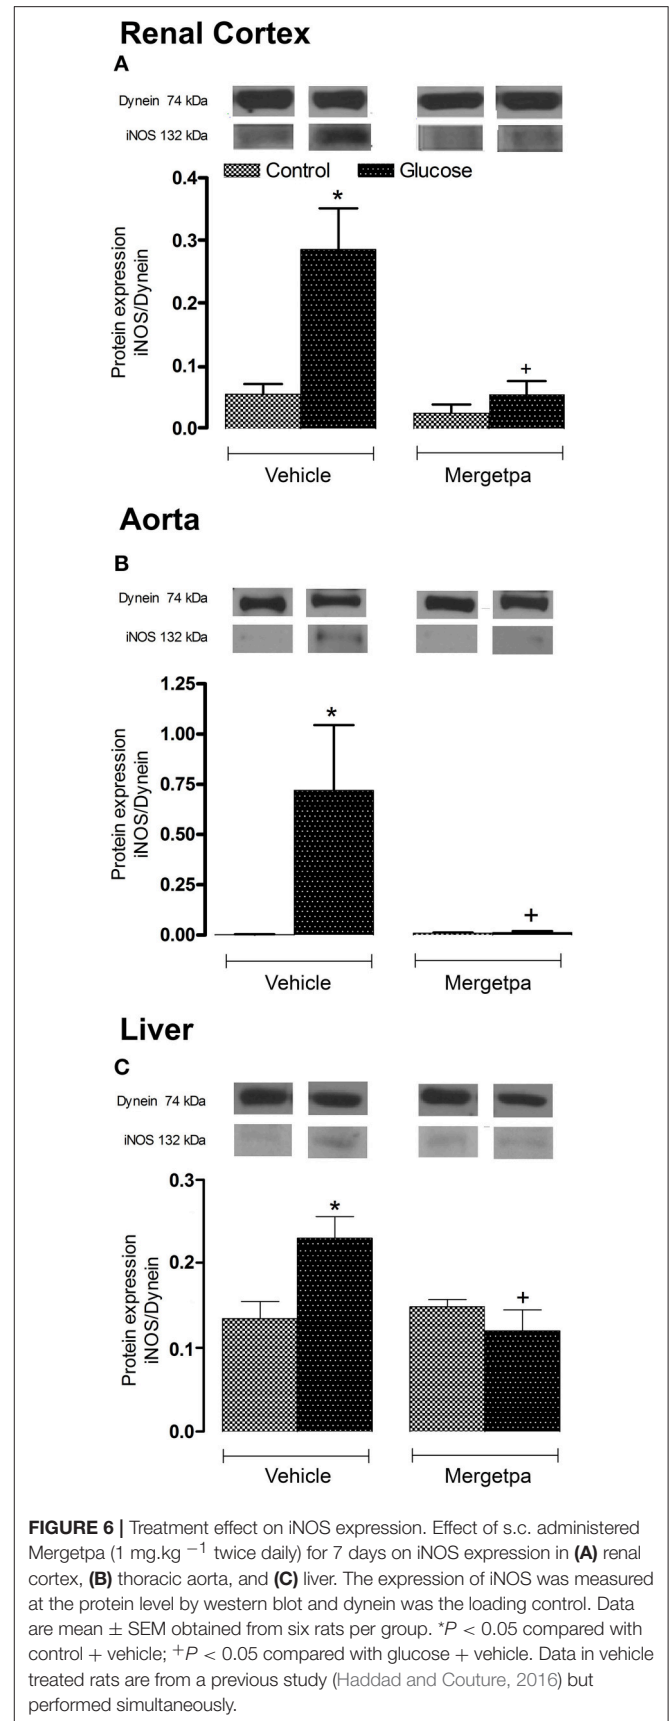 Renal Cortex
A
Dynein 74 kDa
iNOS 132 kDa
Control Glucose
0.4
0.3
0.2
0.1
0.0
Protein expression
iNOS/Dynein
*
+
Vehicle Mergetpa
Aorta
B
Dynein 74 kDa
iNOS 132 kDa
1.25
1.00
0.75
0.50
0.25
0.00
Protein expression
iNOS/Dynein
*
+
Vehicle Mergetpa
Liver
C
Dynein 74 kDa
iNOS 132 kDa
0.3
0.2
0.1
0.0
Protein expression
iNOS/Dynein
*
+
Vehicle Mergetpa
FIGURE 6 | Treatment effect on iNOS expression. Effect of s.c. administered
Mergetpa (1 mg.kg −1 twice daily) for 7 days on iNOS expression in (A) renal
cortex, (B) thoracic aorta, and (C) liver. The expression of iNOS was measured
at the protein level by western blot and dynein was the loading control. Data
are mean ± SEM obtained from six rats per group. *P < 0.05 compared with
control + vehicle; +P < 0.05 compared with glucose + vehicle. Data in vehicle
treated rats are from a previous study (Haddad and Couture, 2016) but
performed simultaneously.